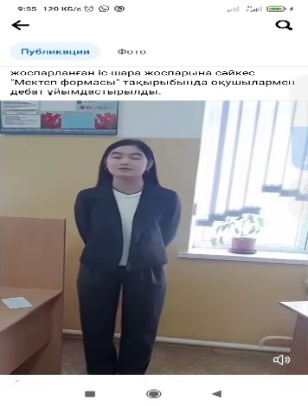 9:55 120 КБ/с
Публикации Фото
жоспарланған іс-шара жоспарына сәйкес
"Мектеп формасы" тақырыбында оқушылармен
дебат ұйымдастырылды.